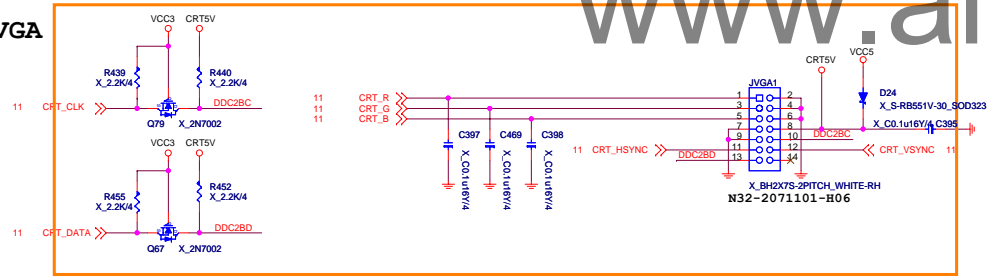 VGA
www.al
VCC3 CRT5V
R439
X_2.2K/4
R440
X_2.2K/4
11 CRT_CLK
DDC2BC
Q79 X_2N7002
VCC3 CRT5V
R455
X_2.2K/4
R452
X_2.2K/4
11 CRT_DATA
DDC2BD
Q67 X_2N7002
11 CRT_R
11 CRT_G
11 CRT_B
C397 C469 C398
X_C0.1u16Y/4 X_C0.1u16Y/4 X_C0.1u16Y/4
CRT5V
VCC5
JVGA1
1 2
3 4
5 6
7 8
9 10
11 12
13 14
D24
X_S-RB551V-30_SOD323
X_C0.1u16Y/4 C395
DDC2BC
11 CRT_HSYNC
CRT_VSYNC 11
DDC2BD
X_BH2X7S-2PITCH_WHITE-RH
N32-2071101-H06